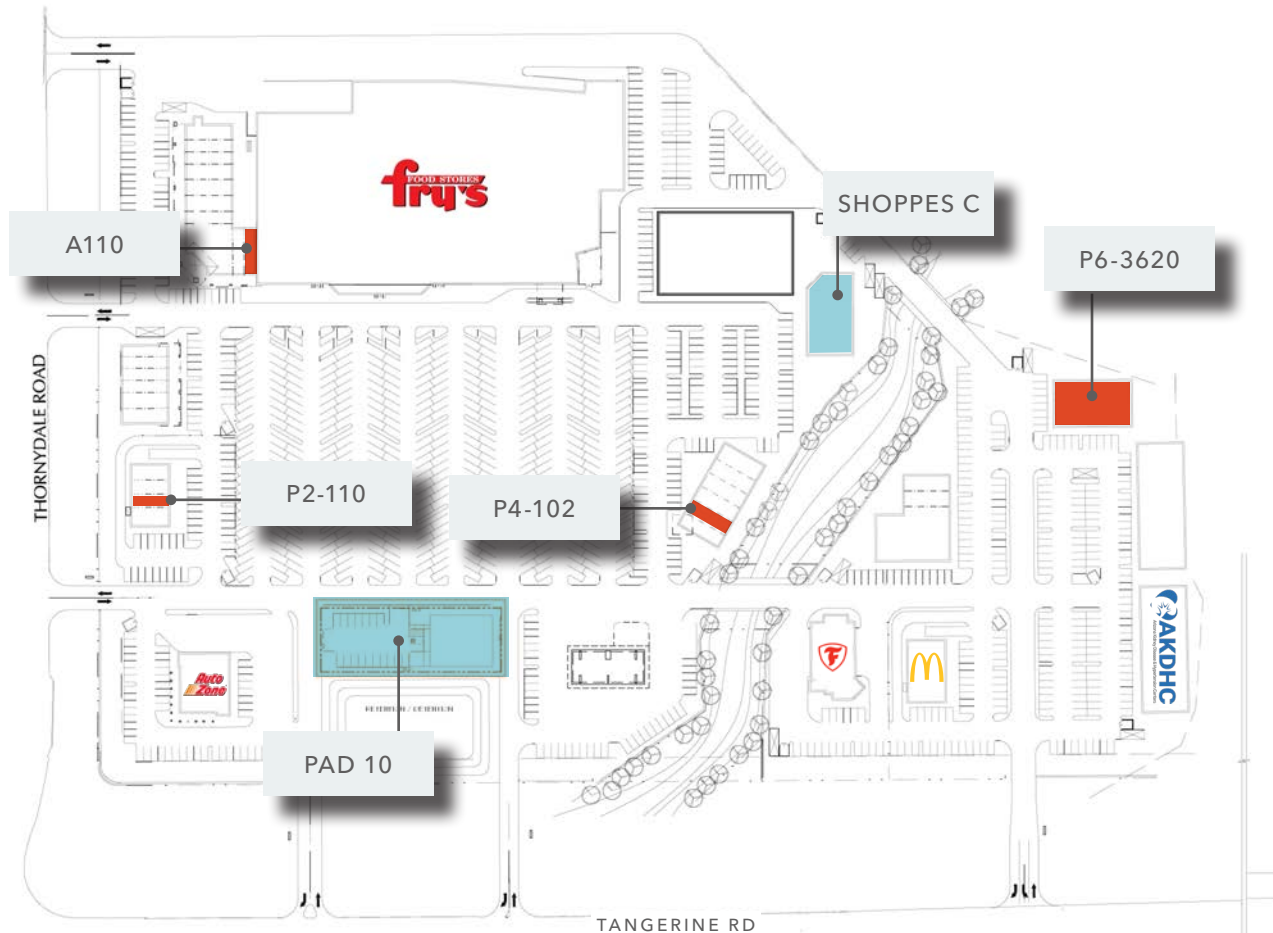 FOOD STORES
fry's
SHOPPES C
A110
P6-3620
THORNYDALE ROAD
P2-110
P4-102
Auto
Zone
AKDHC
PAD 10
TANGERINE RD